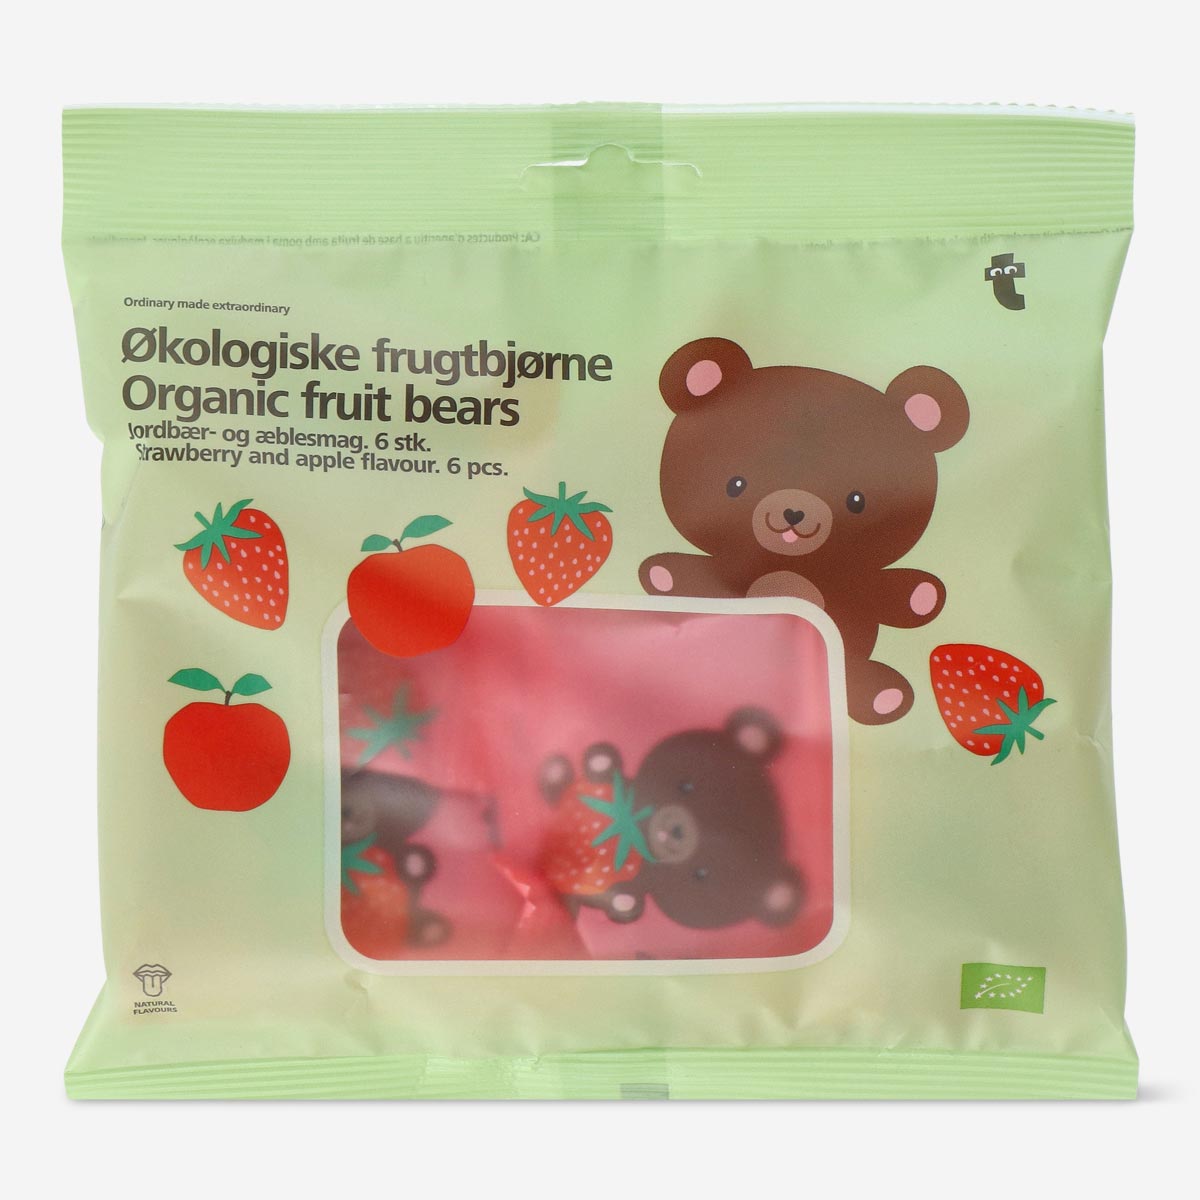 Ordinary made extraordinary
Økologiske frugtbjørne
Organic fruit bears
Jordbær- og æblesmag. 6 stk.
Strawberry and apple flavour. 6 pcs.
NATURAL
FLAVOURS